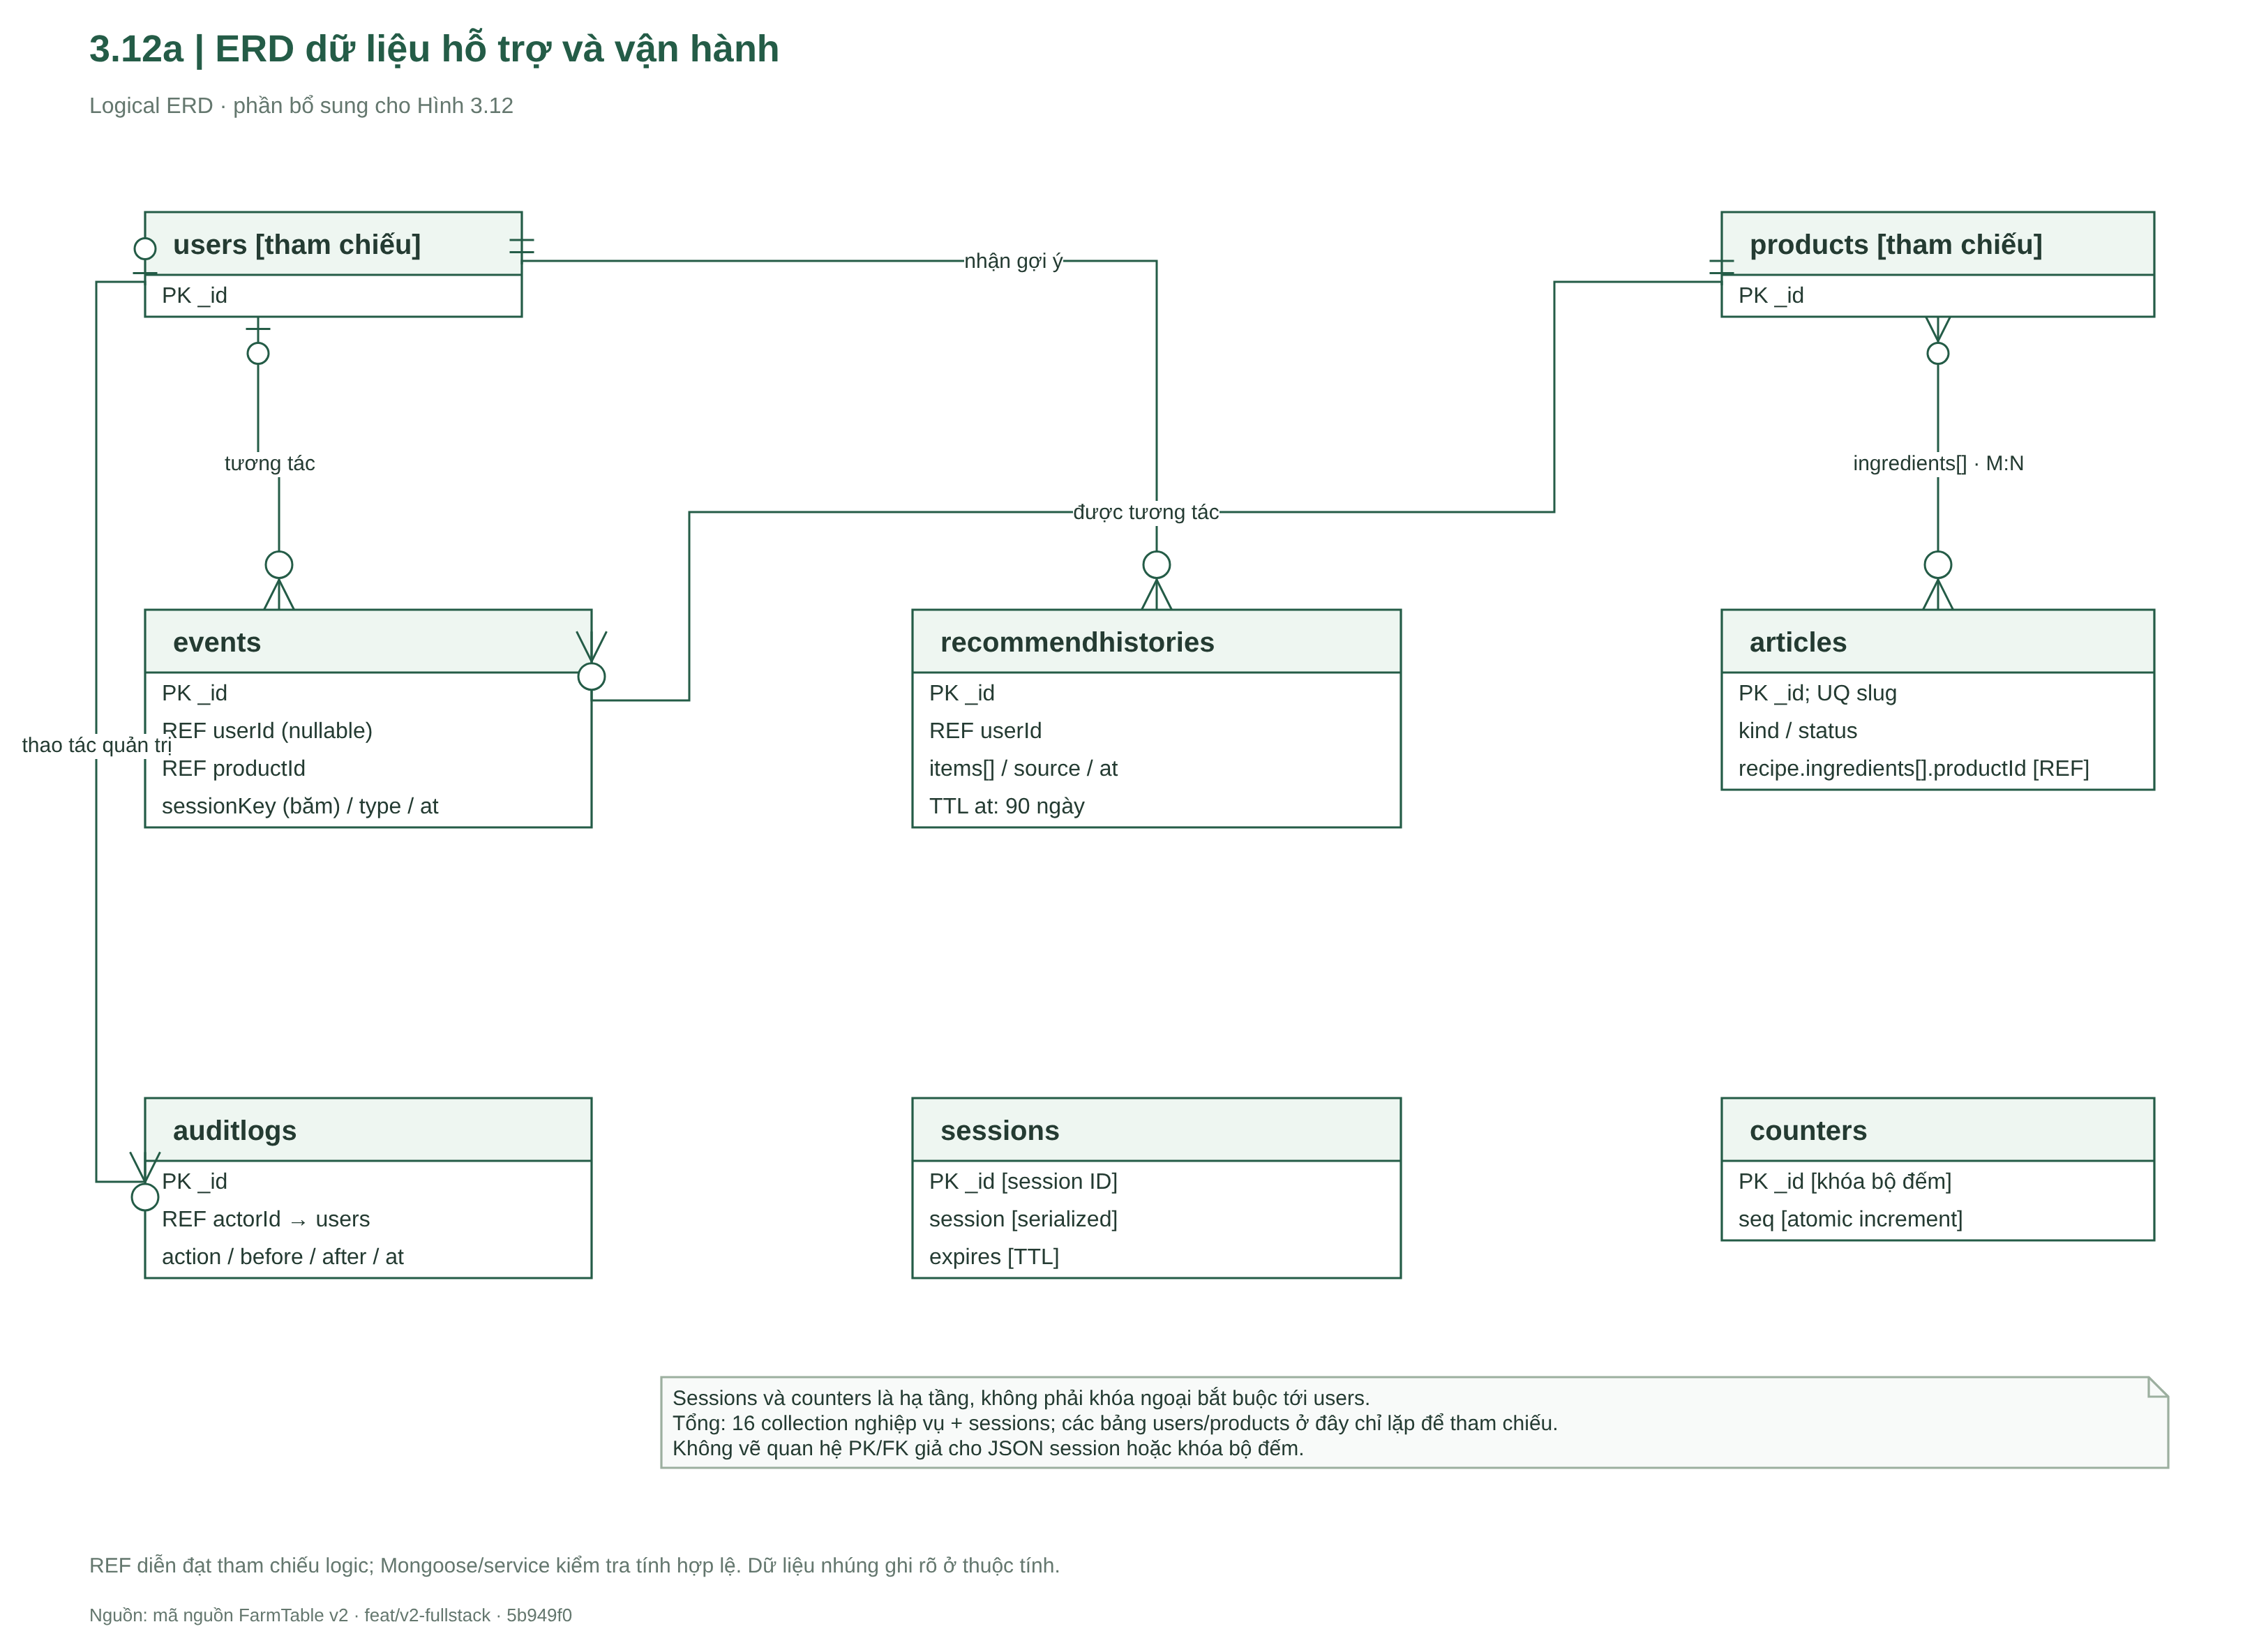 3.12a | ERD dữ liệu hỗ trợ và vận hành
Logical ERD · phần bổ sung cho Hình 3.12
users [tham chiếu]
PK _id
nhận gợi ý
products [tham chiếu]
PK _id
tương tác
được tương tác
ingredients[] · M:N
events
PK _id
REF userId (nullable)
REF productId
sessionKey (băm) / type / at
thao tác quản trị
recommendhistories
PK _id
REF userId
items[] / source / at
TTL at: 90 ngày
articles
PK _id; UQ slug
kind / status
recipe.ingredients[].productId [REF]
auditlogs
PK _id
REF actorId → users
action / before / after / at
sessions
PK _id [session ID]
session [serialized]
expires [TTL]
counters
PK _id [khóa bộ đếm]
seq [atomic increment]
Sessions và counters là hạ tầng, không phải khóa ngoại bắt buộc tới users.
Tổng: 16 collection nghiệp vụ + sessions; các bảng users/products ở đây chỉ lặp để tham chiếu.
Không vẽ quan hệ PK/FK giả cho JSON session hoặc khóa bộ đếm.
REF diễn đạt tham chiếu logic; Mongoose/service kiểm tra tính hợp lệ. Dữ liệu nhúng ghi rõ ở thuộc tính.
Nguồn: mã nguồn FarmTable v2 · feat/v2-fullstack · 5b949f0